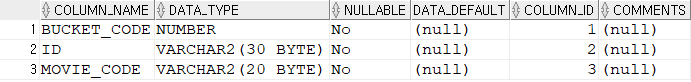 COLUMN_NAME DATA_TYPE NULLABLE DATA_DEFAULT COLUMN_ID COMMENTS
1 BUCKET_CODE NUMBER No (null) 1 (null)
2 ID VARCHAR2(30 BYTE) No (null) 2 (null)
3 MOVIE_CODE VARCHAR2(20 BYTE) No (null) 3 (null)